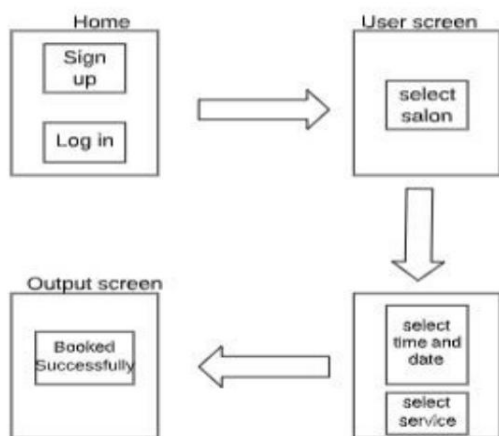 Home
Sign
up
Log in
User screen
select
salon
select
time and
date
select
service
Output screen
Booked
Successfully